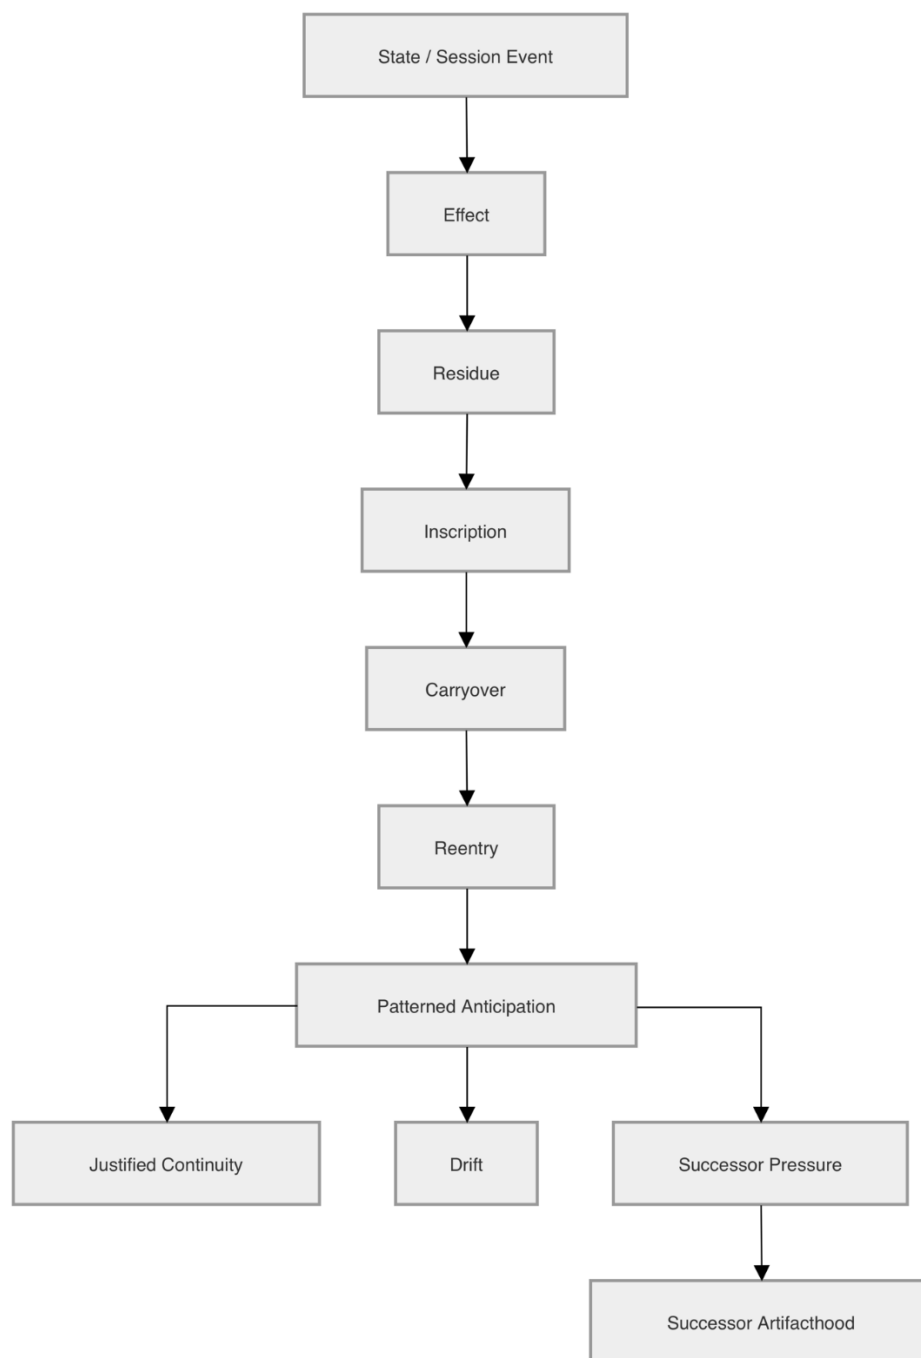 State / Session Event
Effect
Residue
Inscription
Carryover
Reentry
Patterned Anticipation
Justified Continuity
Drift
Successor Pressure
Successor Artifacthood